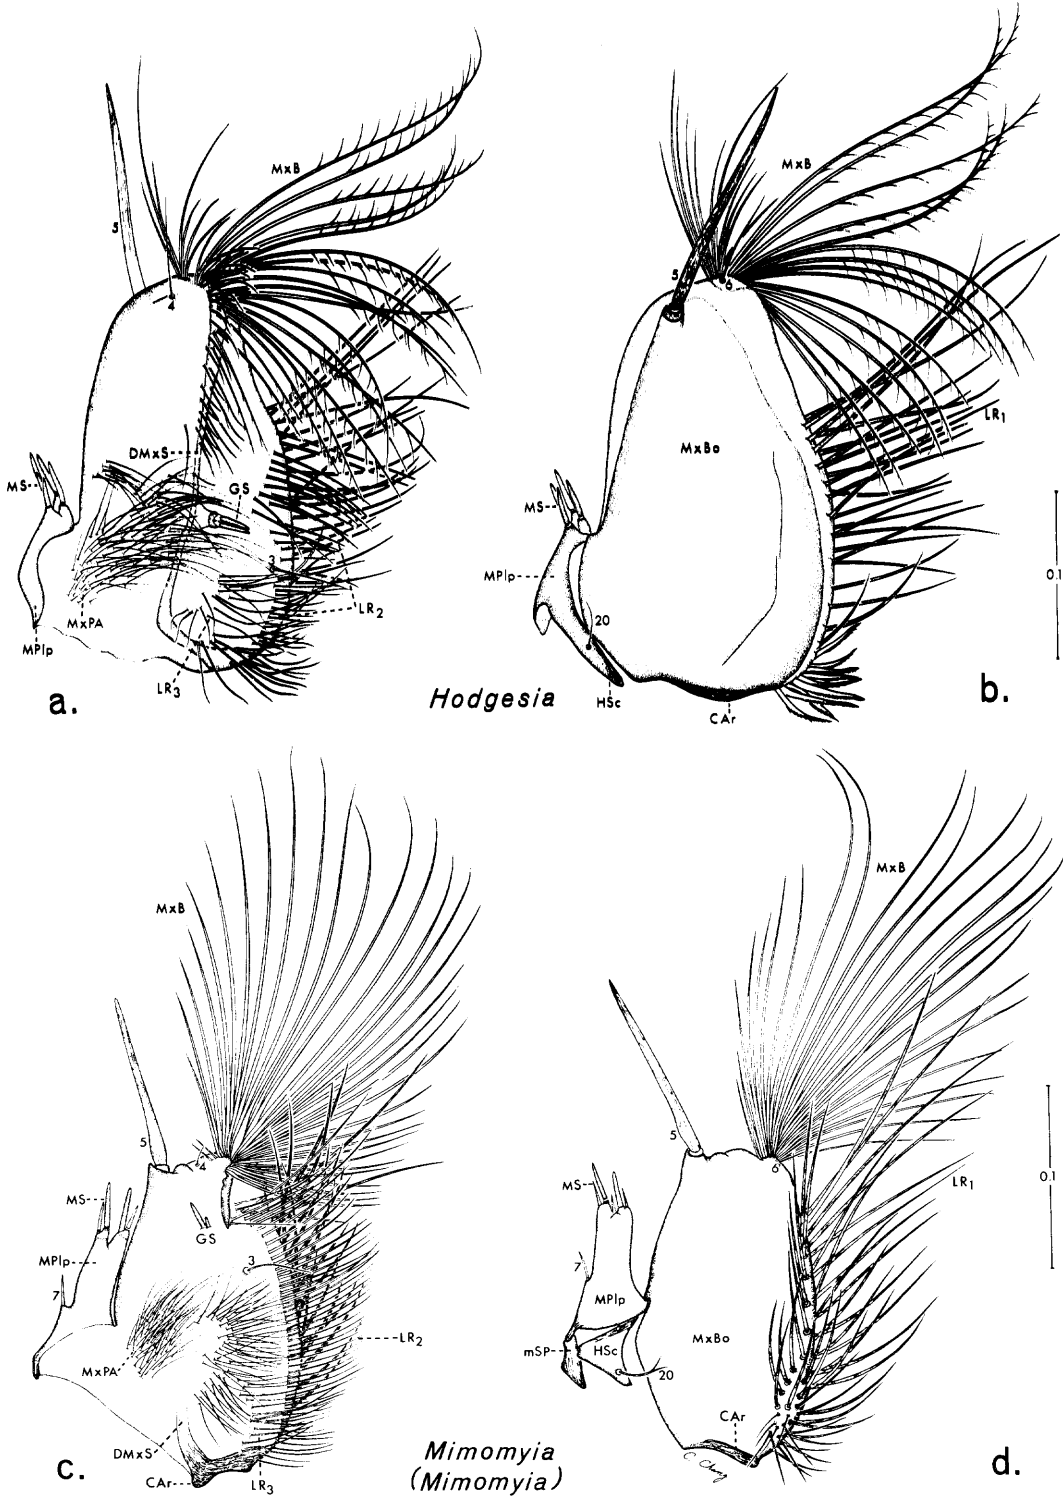 MxB
5
4
DMxS
MS
GS
3
MxPA
LR2
MPlp
LR3
a.
MxB
5
6
LR1
MxBo
MS
MPlp
20
HSc
CAr
0.1
b.
Hodgesia
MxB
5
4
MS
GS
MPlp
3
7
LR2
MxPA
DMxS
CAr
LR3
c.
MxB
5
6
MS
LR1
7
MPlp
MxBo
mSP
HSc
20
CAr
0.1
C. Chang
d.
Mimomyia
(Mimomyia)